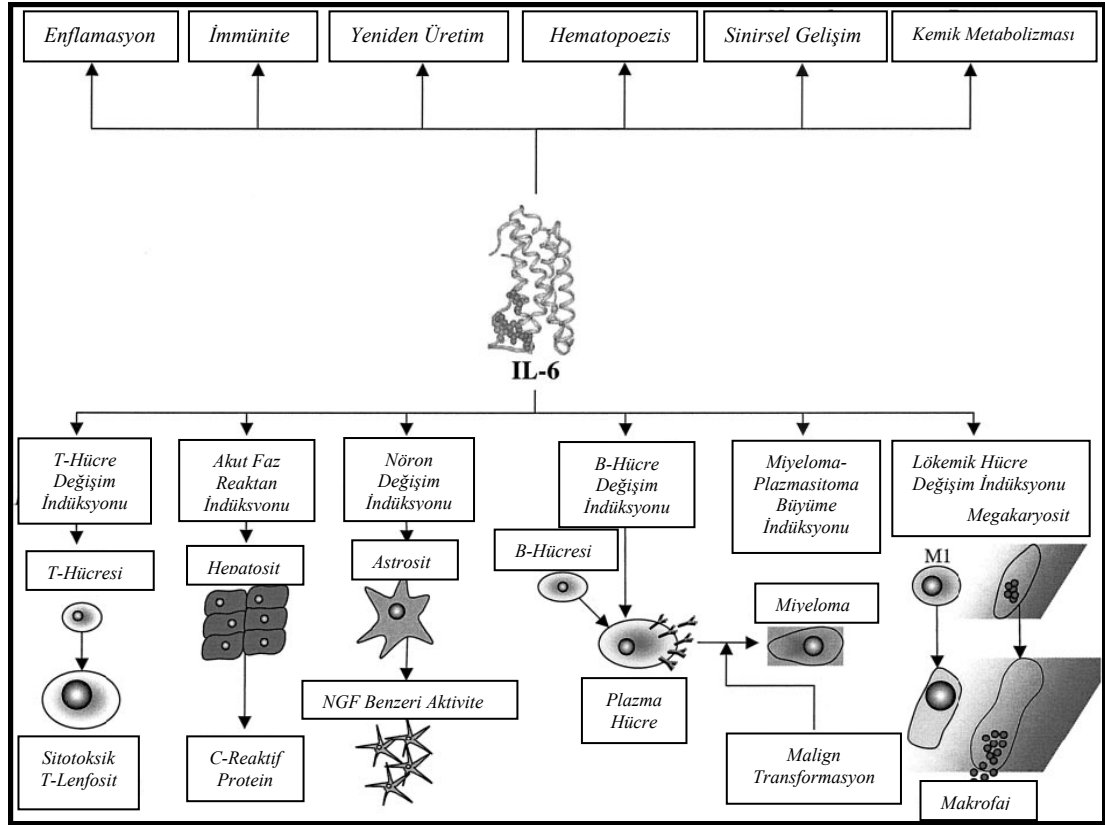 Enflamasyon
İmmünite
Yeniden Üretim
Hematopoezis
Sinirsel Gelişim
Kemik Metabolizması
IL-6
T-Hücre
Değişim
İndüksyonu
Akut Faz
Reaktan
İndüksyonu
Nöron
Değişim
İndüksyonu
B-Hücre
Değişim
İndüksyonu
Miyeloma-
Plazmasitoma
Büyüme
İndüksyonu
Lökemik Hücre
Değişim İndüksyonu
Megakaryosit
T-Hücresi
Hepatosit
Astrosit
B-Hücresi
M1
Miyeloma
NGF Benzeri Aktivite
Plazma
Hücre
Sitotoksik
T-Lenfosit
C-Reaktif
Protein
Malign
Transformasyon
Makrofaj